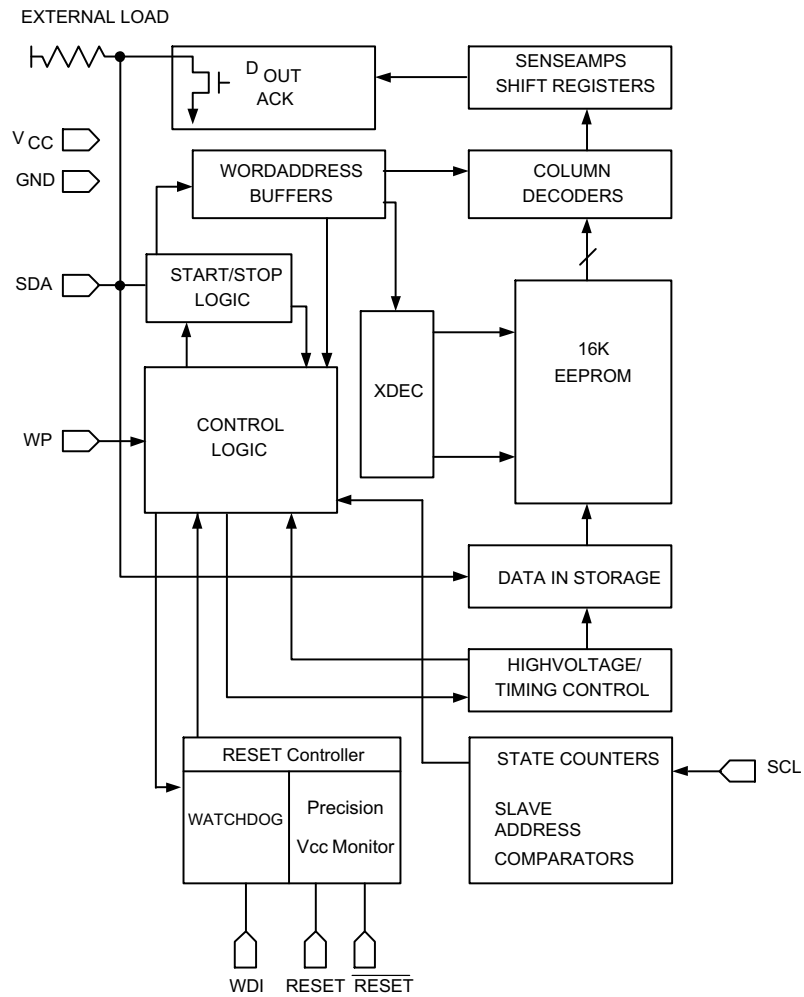 EXTERNAL LOAD
D OUT
ACK
SENSEAMPS
SHIFT REGISTERS
VCC
GND
WORDADDRESS
BUFFERS
COLUMN
DECODERS
SDA
START/STOP
LOGIC
XDEC
16K
EEPROM
WP
CONTROL
LOGIC
DATA IN STORAGE
HIGHVOLTAGE/
TIMING CONTROL
RESET Controller
WATCHDOG
Precision
Vcc Monitor
STATE COUNTERS
SLAVE
ADDRESS
COMPARATORS
SCL
WDI
RESET
RESET